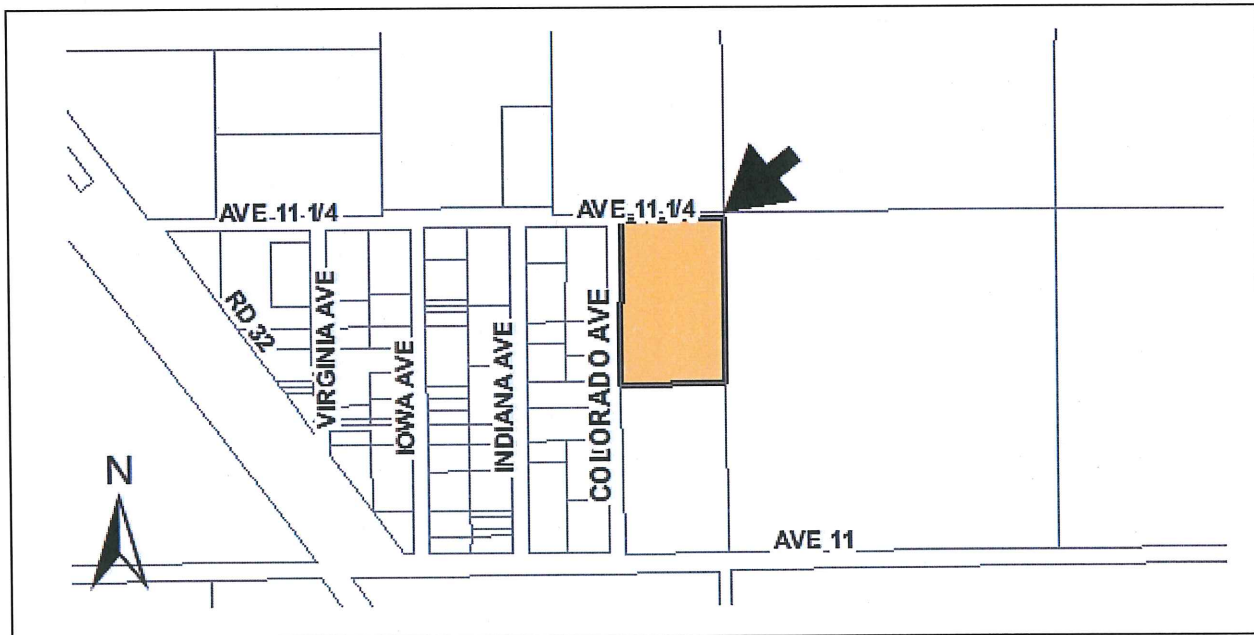 AVE 11-1/4
AVE 11-1/4
RD 32
VIRGINIA AVE
IOWA AVE
INDIANA AVE
COLORADO AVE
N
AVE 11